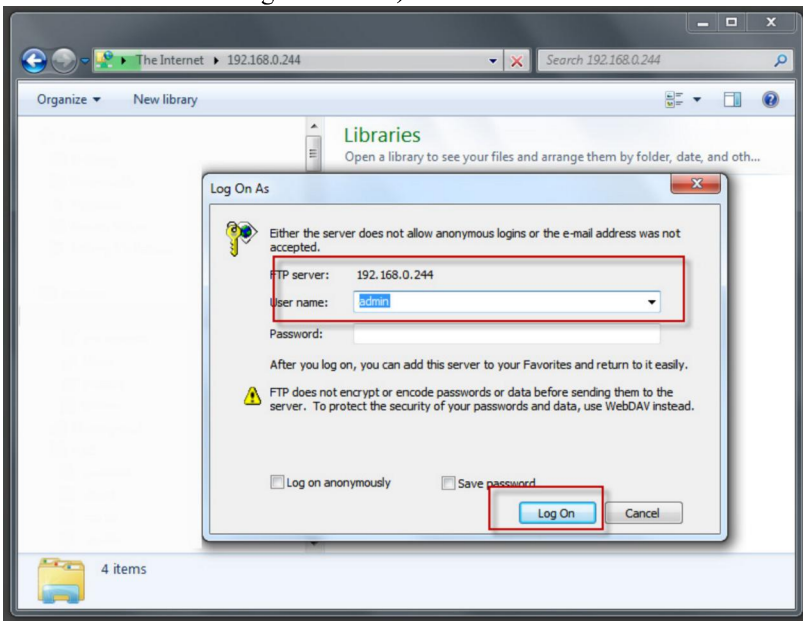 The Internet ▸ 192.168.0.244
Search 192.168.0.244
Organize
New library
Libraries
Open a library to see your files and arrange them by folder, date, and oth...
Log On As
Either the server does not allow anonymous logins or the e-mail address was not
accepted.
FTP server: 192.168.0.244
User name: admin
Password:
After you log on, you can add this server to your Favorites and return to it easily.
FTP does not encrypt or encode passwords or data before sending them to the
server. To protect the security of your passwords and data, use WebDAV instead.
Log on anonymously
Save password
Log On
Cancel
4 items